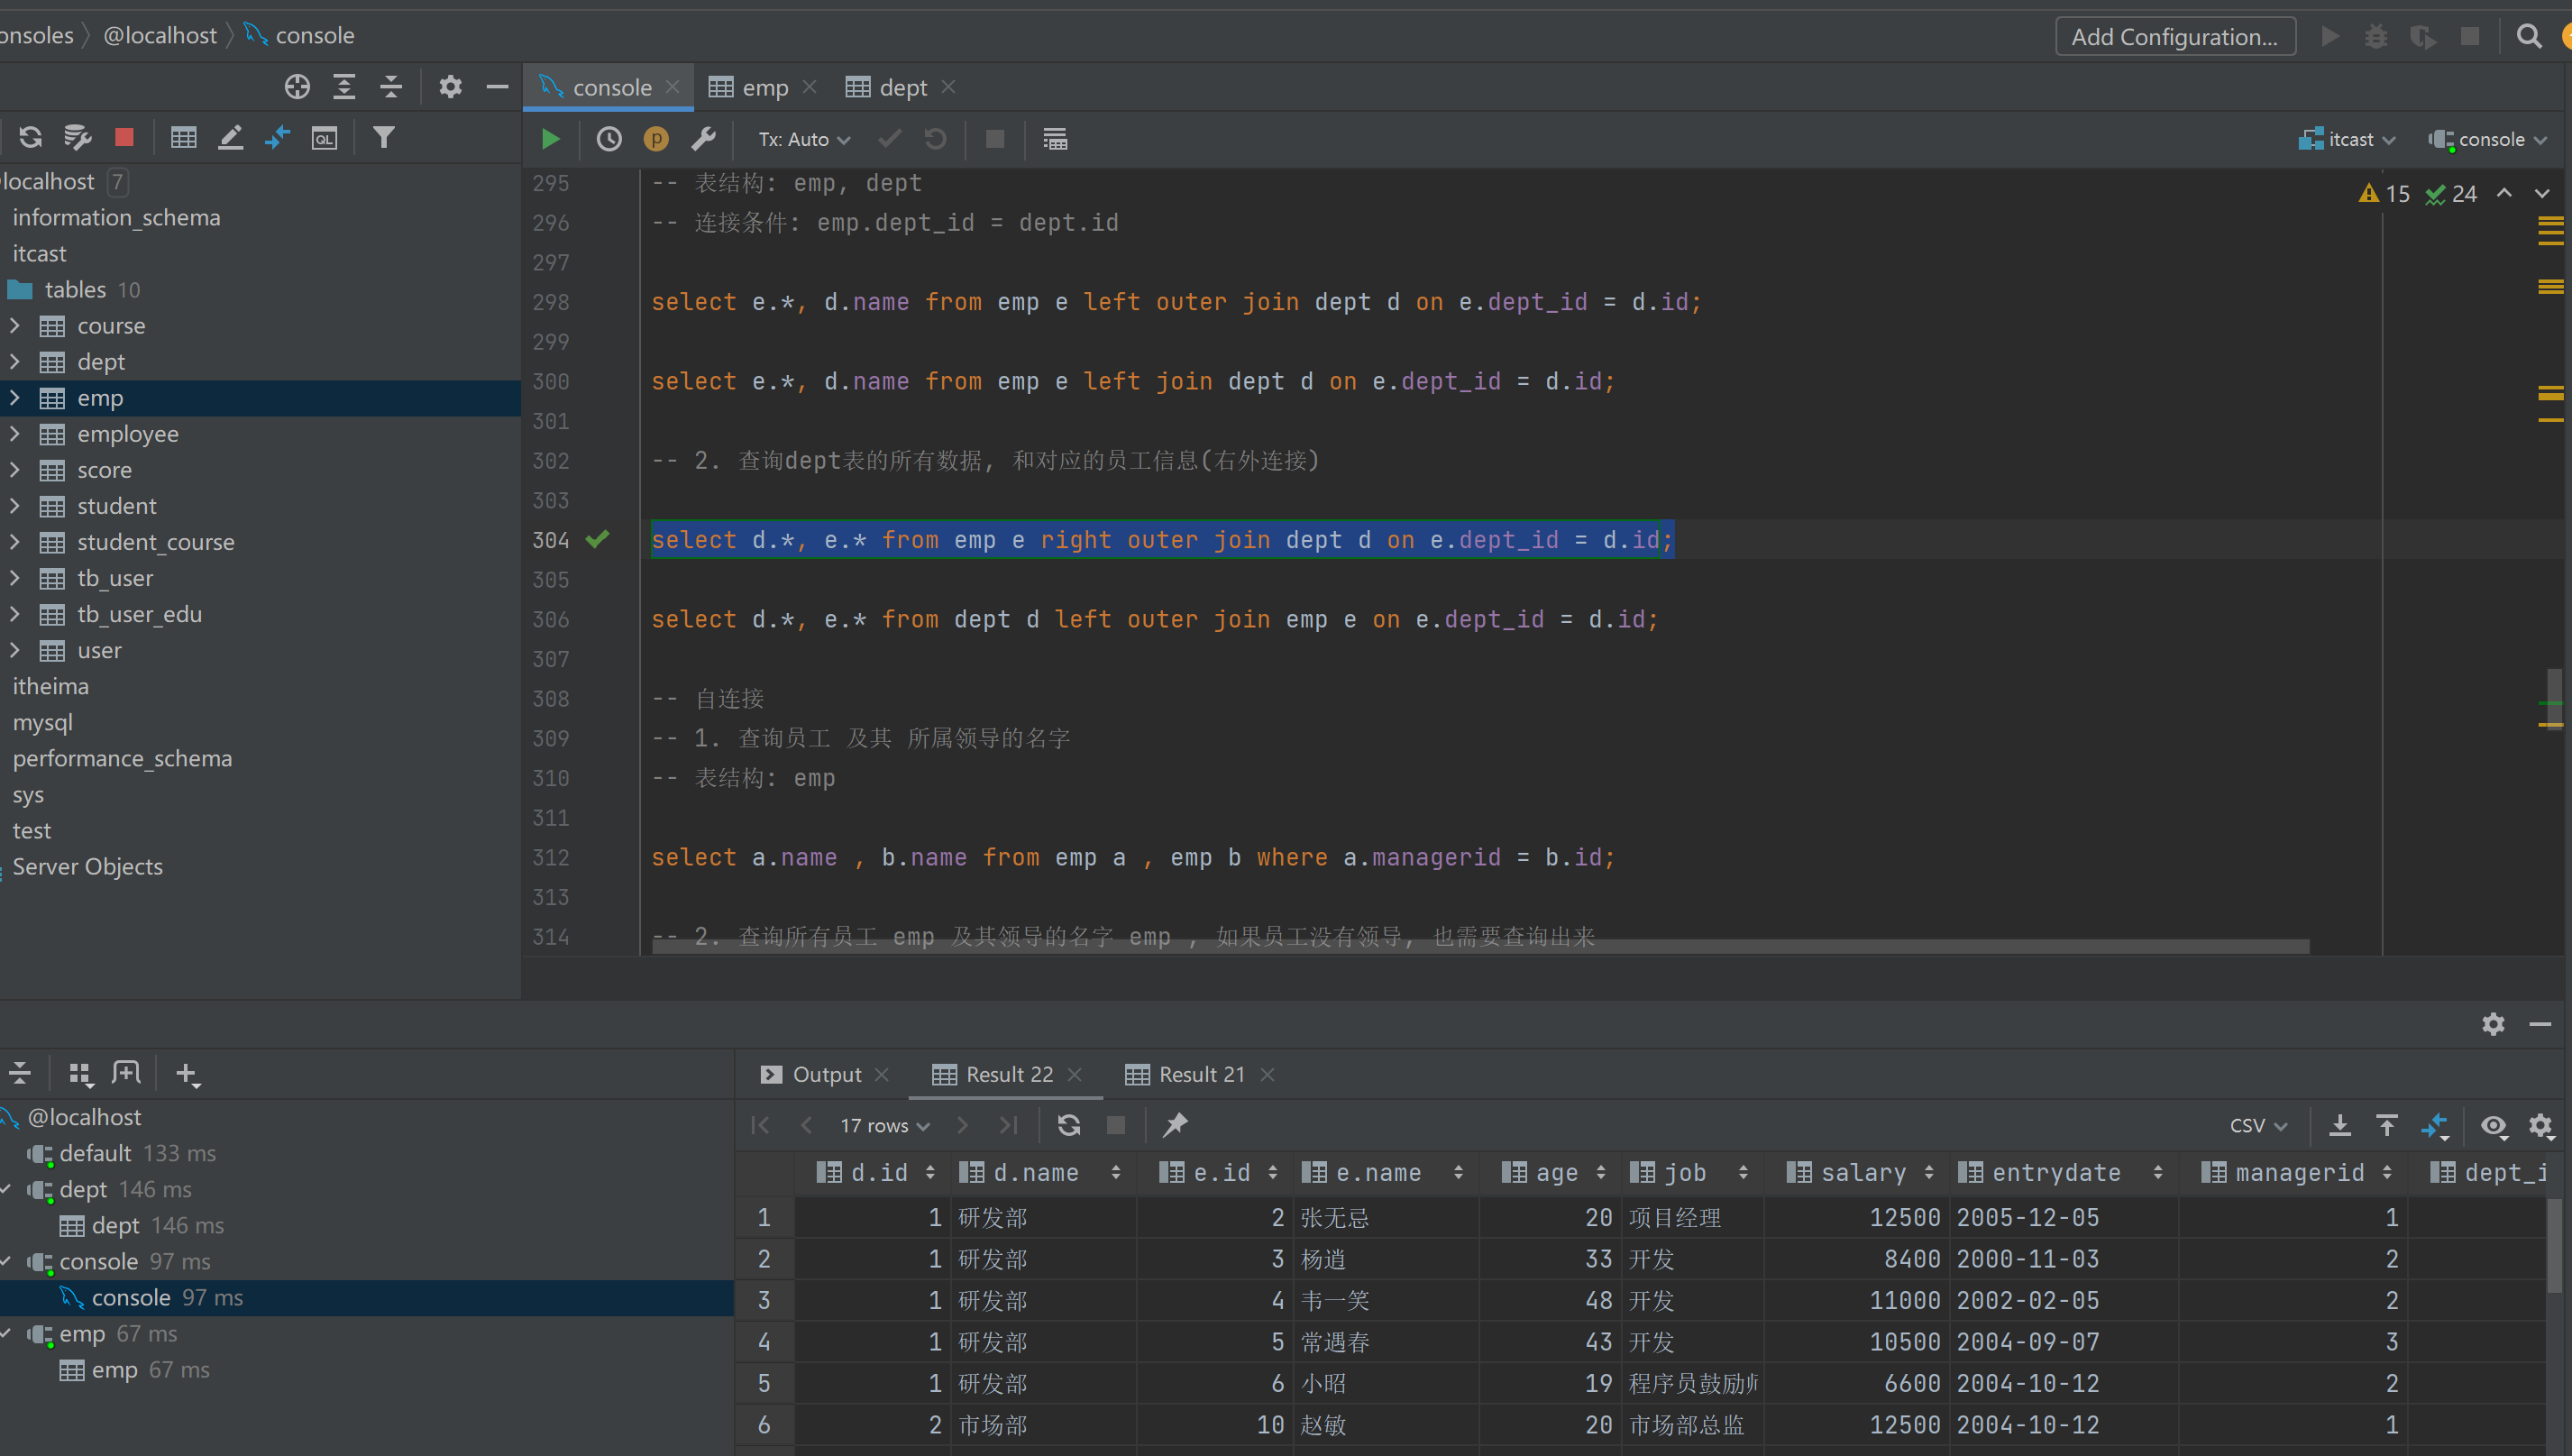 onsoles @localhost console Add Configuration...
console emp dept
Tx: Auto itcast console
localhost 7
information_schema
itcast
tables 10
course
dept
emp
employee
score
student
student_course
tb_user
tb_user_edu
user
itheima
mysql
performance_schema
sys
test
Server Objects
15 24
295 -- 表结构: emp, dept
296 -- 连接条件: emp.dept_id = dept.id
297
298 select e.*, d.name from emp e left outer join dept d on e.dept_id = d.id;
299
300 select e.*, d.name from emp e left join dept d on e.dept_id = d.id;
301
302 -- 2. 查询dept表的所有数据, 和对应的员工信息(右外连接)
303
304 select d.*, e.* from emp e right outer join dept d on e.dept_id = d.id;
305
306 select d.*, e.* from dept d left outer join emp e on e.dept_id = d.id;
307
308 -- 自连接
309 -- 1. 查询员工 及其 所属领导的名字
310 -- 表结构: emp
311
312 select a.name , b.name from emp a , emp b where a.managerid = b.id;
313
314 -- 2. 查询所有员工 emp 及其领导的名字 emp , 如果员工没有领导, 也需要查询出来
@localhost
default 133 ms
dept 146 ms
dept 146 ms
console 97 ms
console 97 ms
emp 67 ms
emp 67 ms
Output Result 22 Result 21
17 rows CSV
d.id d.name e.id e.name age job salary entrydate managerid dept_i
1 1 研发部 2 张无忌 20 项目经理 12500 2005-12-05 1
2 1 研发部 3 杨逍 33 开发 8400 2000-11-03 2
3 1 研发部 4 韦一笑 48 开发 11000 2002-02-05 2
4 1 研发部 5 常遇春 43 开发 10500 2004-09-07 3
5 1 研发部 6 小昭 19 程序员鼓励师 6600 2004-10-12 2
6 2 市场部 10 赵敏 20 市场部总监 12500 2004-10-12 1